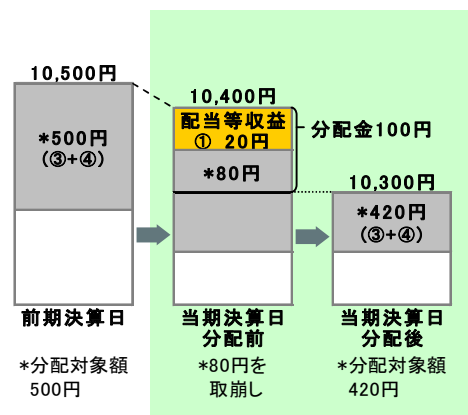 10,500円
*500円
(③+④)
前期決算日
*分配対象額
500円
10,400円
配当等収益
① 20円
*80円
分配金100円
当期決算日
分配前
*80円を
取崩し
10,300円
*420円
(③+④)
当期決算日
分配後
*分配対象額
420円